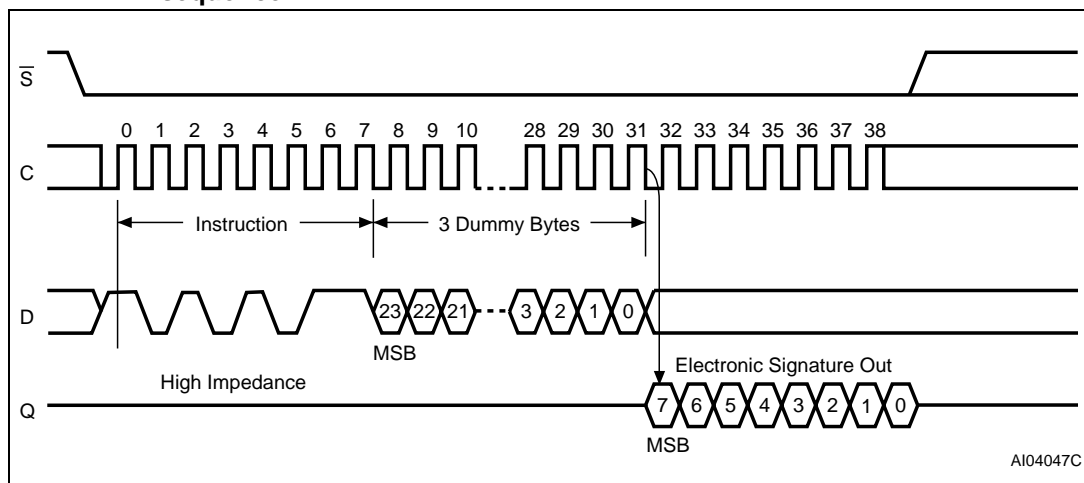 S
0 1 2 3 4 5 6 7 8 9 10 28 29 30 31 32 33 34 35 36 37 38
C
Instruction 3 Dummy Bytes
D 23 22 21 3 2 1 0
MSB
High Impedance Electronic Signature Out
Q 7 6 5 4 3 2 1 0
MSB
AI04047C